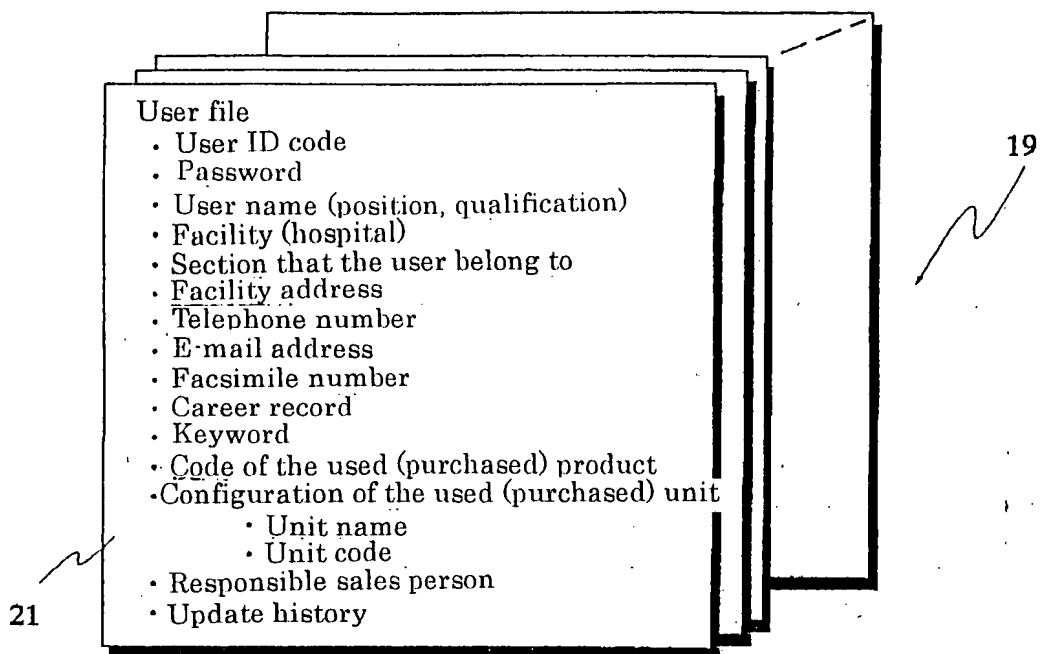 User file
· User ID code
· Password
· User name (position, qualification)
· Facility (hospital)
· Section that the user belong to
· Facility address
· Telephone number
· E-mail address
· Facsimile number
· Career record
· Keyword
· Code of the used (purchased) product
·Configuration of the used (purchased) unit
· Unit name
· Unit code
· Responsible sales person
· Update history
19
21